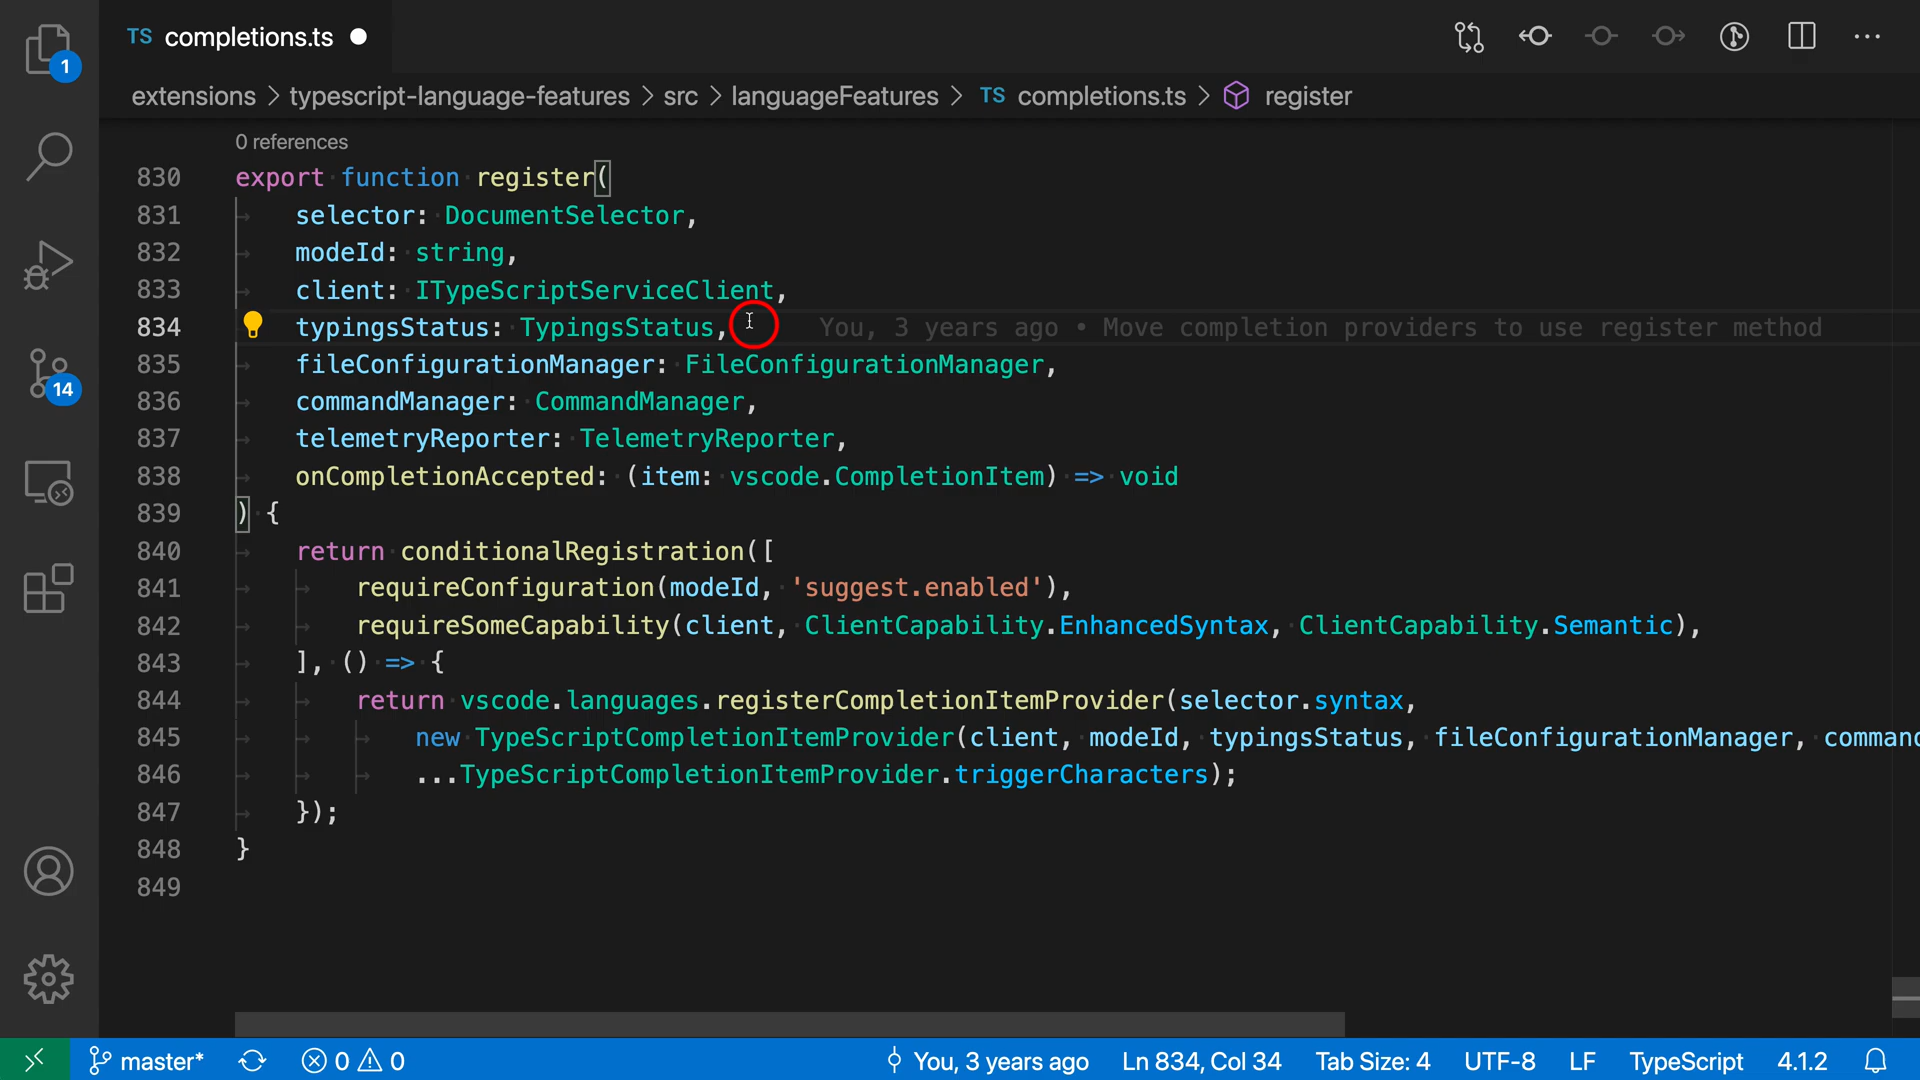 TS completions.ts
1
extensions > typescript-language-features > src > languageFeatures > TS completions.ts > register
0 references
830 export function register(
831 selector: DocumentSelector,
832 modeId: string,
833 client: ITypeScriptServiceClient,
834 typingsStatus: TypingsStatus, You, 3 years ago • Move completion providers to use register method
835 fileConfigurationManager: FileConfigurationManager,
836 commandManager: CommandManager,
837 telemetryReporter: TelemetryReporter,
838 onCompletionAccepted: (item: vscode.CompletionItem) => void
839 ) {
840 return conditionalRegistration([
841 requireConfiguration(modeId, 'suggest.enabled'),
842 requireSomeCapability(client, ClientCapability.EnhancedSyntax, ClientCapability.Semantic),
843 ], () => {
844 return vscode.languages.registerCompletionItemProvider(selector.syntax,
845 new TypeScriptCompletionItemProvider(client, modeId, typingsStatus, fileConfigurationManager, comman
846 ...TypeScriptCompletionItemProvider.triggerCharacters);
847 });
848 }
849
14
master* 0 0 You, 3 years ago Ln 834, Col 34 Tab Size: 4 UTF-8 LF TypeScript 4.1.2